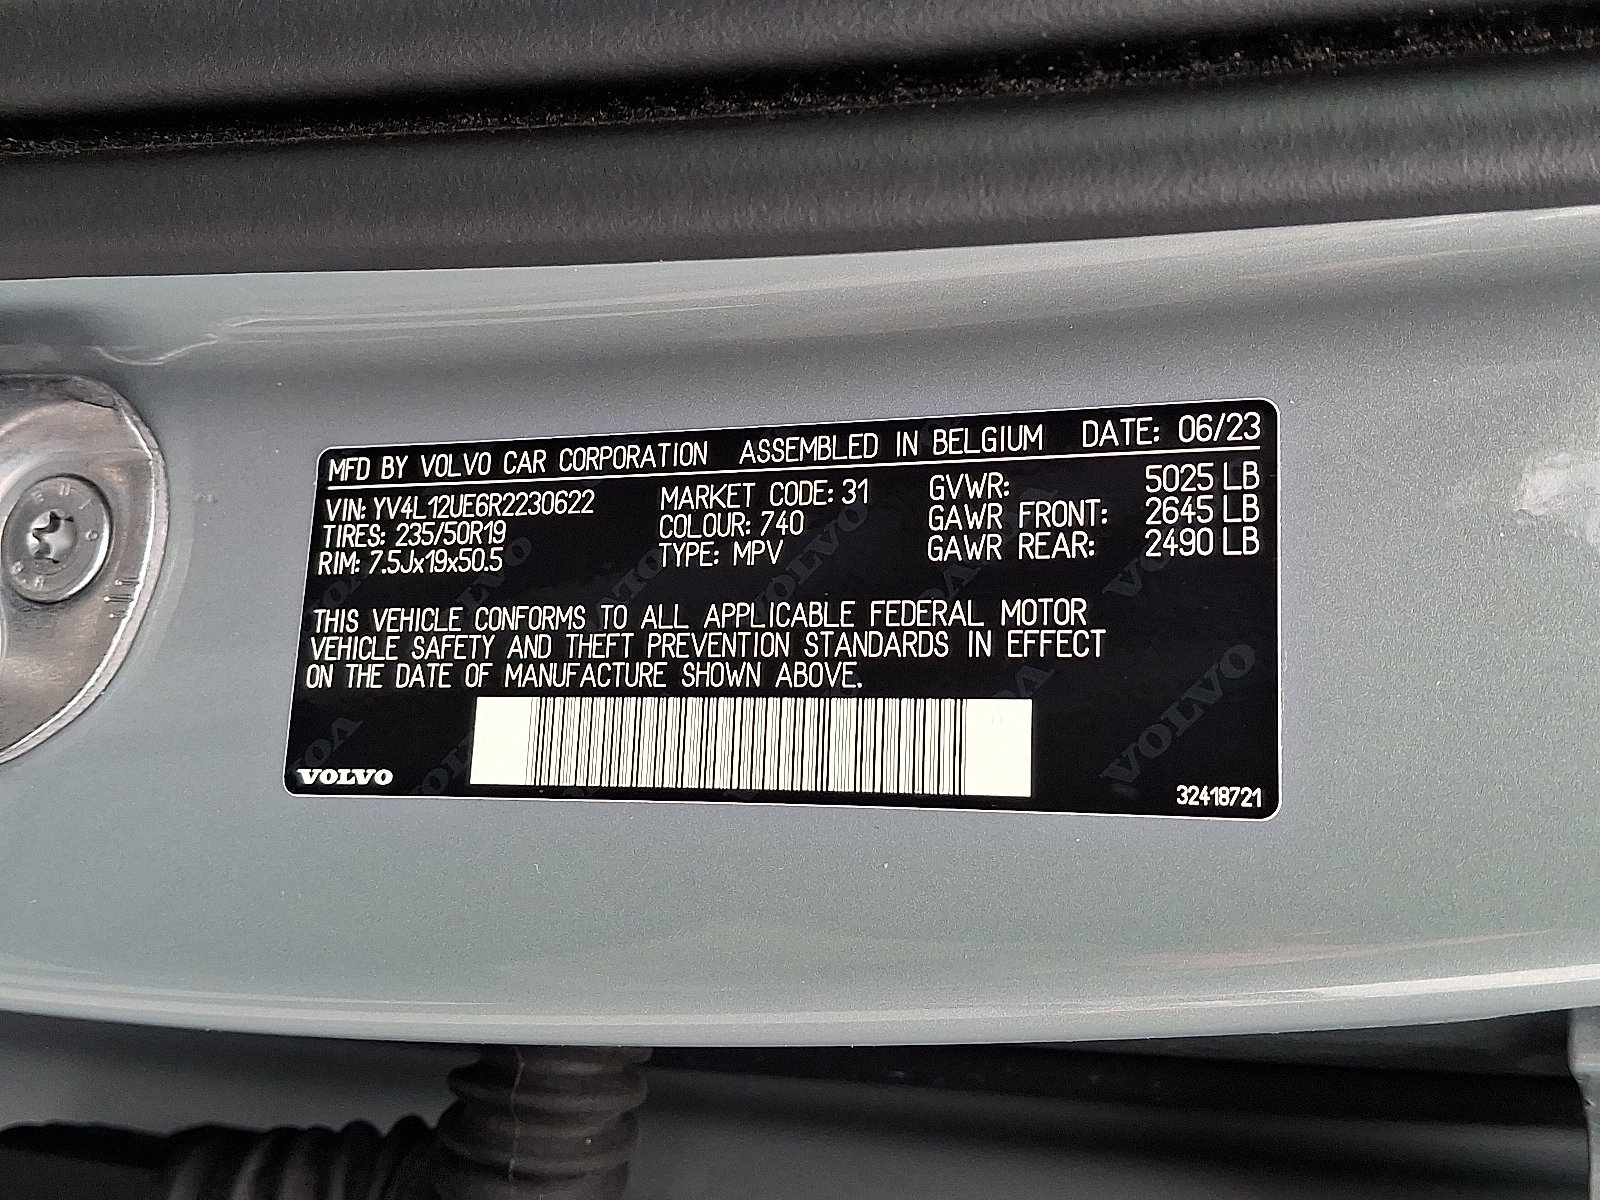 MFD BY VOLVO CAR CORPORATION ASSEMBLED IN BELGIUM DATE: 06/23
VIN: YV4L12UE6R2230622 MARKET CODE: 31 GVWR: 5025 LB
TIRES: 235/50R19 COLOUR: 740 GAWR FRONT: 2645 LB
RIM: 7.5Jx19x50.5 TYPE: MPV GAWR REAR: 2490 LB
THIS VEHICLE CONFORMS TO ALL APPLICABLE FEDERAL MOTOR
VEHICLE SAFETY AND THEFT PREVENTION STANDARDS IN EFFECT
ON THE DATE OF MANUFACTURE SHOWN ABOVE.
VOLVO
32418721